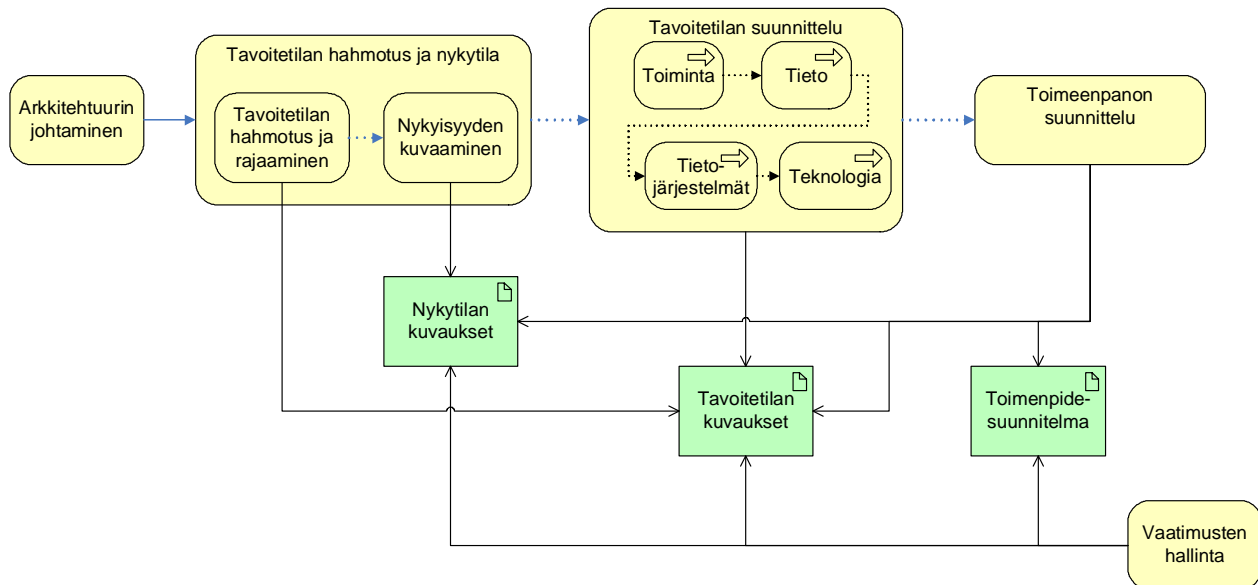 Arkkitehtuurin
johtaminen
Tavoitetilan hahmotus ja nykytila
Tavoitetilan
hahmotus ja
rajaaminen
Nykyisyyden
kuvaaminen
Tavoitetilan suunnittelu
Toiminta
Tieto
Tieto-
järjestelmät
Teknologia
Toimeenpanon
suunnittelu
Nykytilan
kuvaukset
Tavoitetilan
kuvaukset
Toimenpide-
suunnitelma
Vaatimusten
hallinta